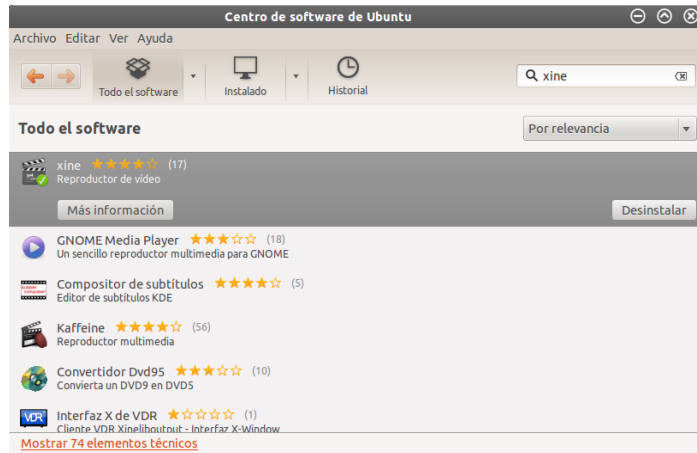 Centro de software de Ubuntu
Archivo Editar Ver Ayuda
Todo el software
Instalado
Historial
xine
Todo el software
Por relevancia
xine (17)
Reproductor de vídeo
Más información
Desinstalar
GNOME Media Player (18)
Un sencillo reproductor multimedia para GNOME
Compositor de subtítulos (5)
Editor de subtítulos KDE
Kaffeine (56)
Reproductor multimedia
Convertidor Dvd95 (10)
Convierta un DVD9 en DVD5
VDR
Interfaz X de VDR (1)
Cliente VDR Xineliboutput - Interfaz X-Window
Mostrar 74 elementos técnicos